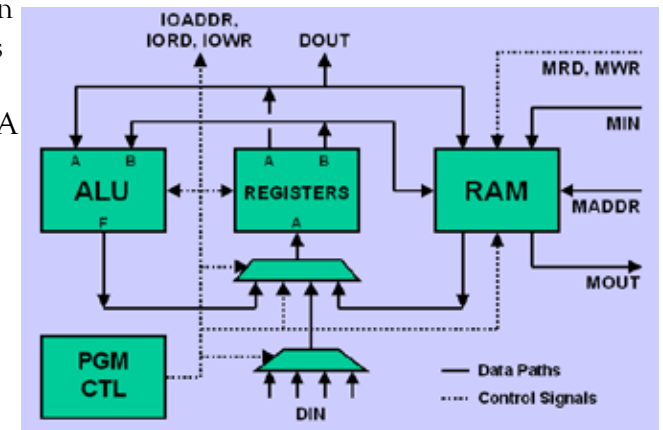 n
s
A
IOADDR,
IORD, IOWR
DOUT
MRD, MWR
MIN
A B
A B
ALU
REGISTERS
RAM
F
A
MADDR
MOUT
PGM
CTL
DIN
Data Paths
Control Signals